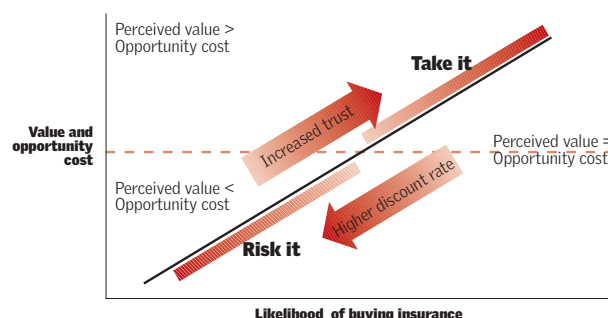 Perceived value >
Opportunity cost
Take it
Increased trust
Value and
opportunity
cost
Perceived value =
Opportunity cost
Perceived value <
Opportunity cost
Higher discount rate
Risk it
Likelihood of buying insurance